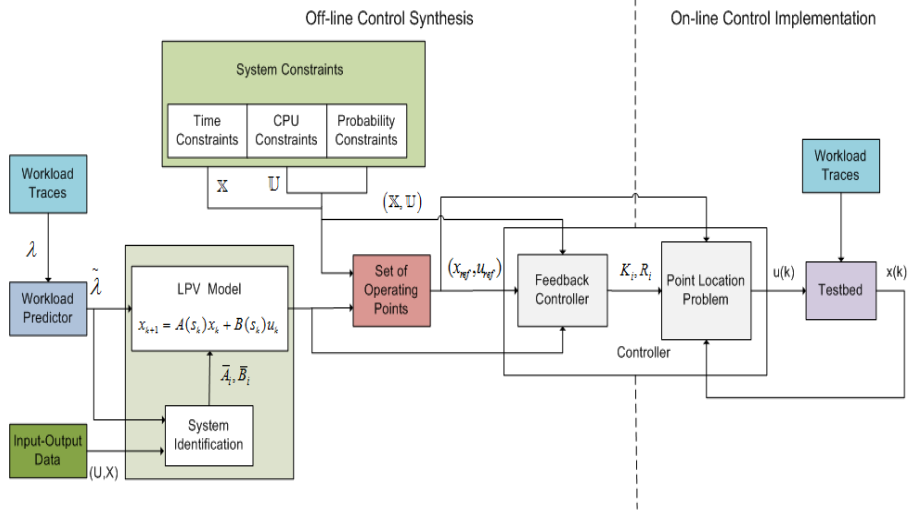 Off-line Control Synthesis
On-line Control Implementation
System Constraints
Time
Constraints
CPU
Constraints
Probability
Constraints
𝕏
𝕌
(𝕏, 𝕌)
Workload
Traces
λ
λ̃
Workload
Predictor
LPV Model
x_{k+1} = A(s_k)x_k + B(s_k)u_k
A̅_i, B̅_i
System
Identification
Input-Output
Data
(U,X)
Set of
Operating
Points
(x_{ref}, u_{ref})
Feedback
Controller
K_i, R_i
Point Location
Problem
Controller
u(k)
Workload
Traces
Testbed
x(k)